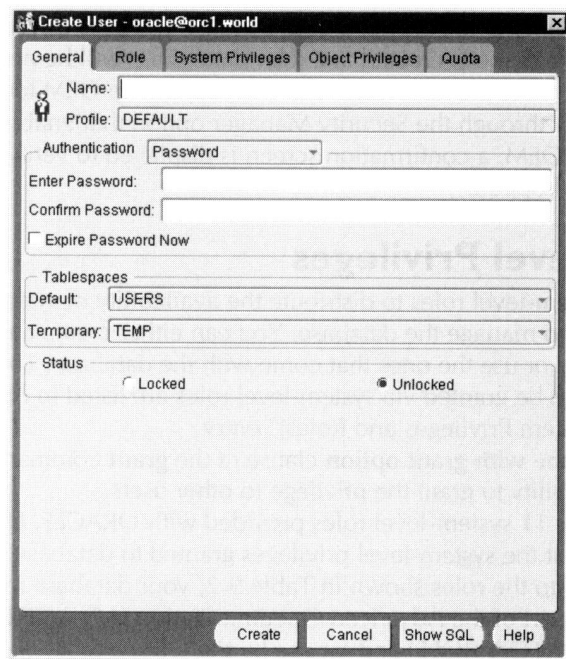 Create User - oracle@orc1.world
General Role System Privileges Object Privileges Quota
Name:
Profile: DEFAULT
Authentication Password
Enter Password:
Confirm Password:
Expire Password Now
Tablespaces
Default: USERS
Temporary: TEMP
Status
Locked Unlocked
Create Cancel Show SQL Help